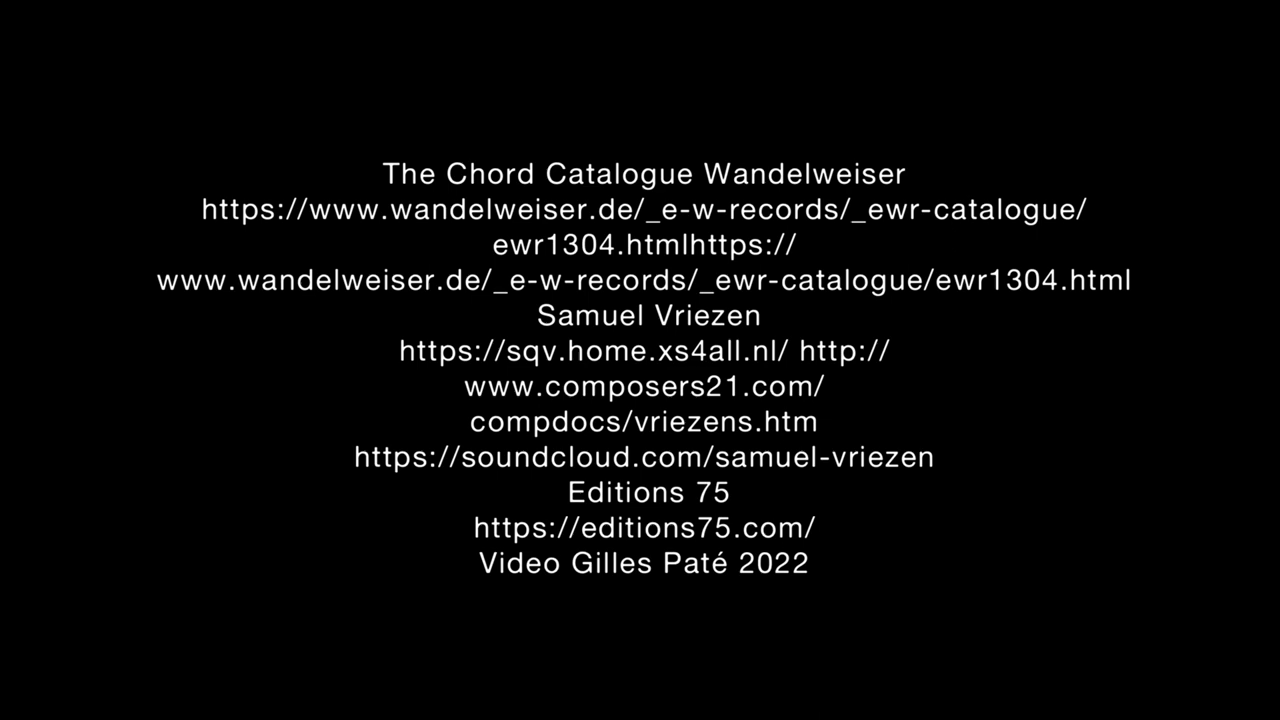 The Chord Catalogue Wandelweiser
https://www.wandelweiser.de/_e-w-records/_ewr-catalogue/
ewr1304.htmlhttps://
www.wandelweiser.de/_e-w-records/_ewr-catalogue/ewr1304.html
Samuel Vriezen
https://sqv.home.xs4all.nl/ http://
www.composers21.com/
compdocs/vriezens.htm
https://soundcloud.com/samuel-vriezen
Editions 75
https://editions75.com/
Video Gilles Paté 2022